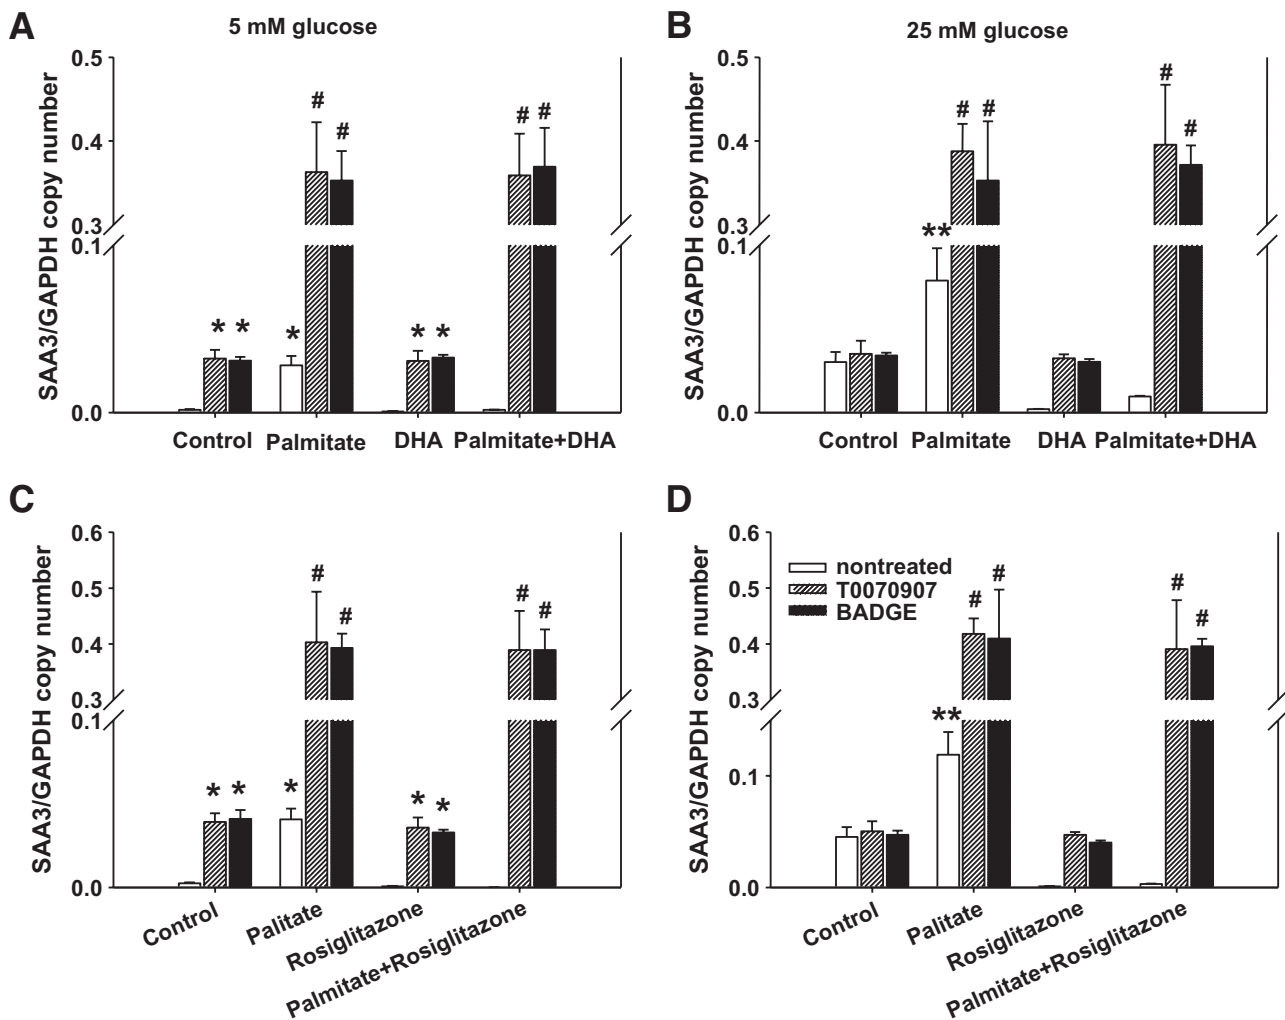 A
5 mM glucose
SAA3/GAPDH copy number
0.5
0.4
0.3
0.1
0.0
#
#
#
#
* *
*
* *
Control Palmitate DHA Palmitate+DHA
B
25 mM glucose
SAA3/GAPDH copy number
0.5
0.4
0.3
0.1
0.0
# #
#
#
**
Control Palmitate DHA Palmitate+DHA
C
SAA3/GAPDH copy number
0.6
0.5
0.4
0.3
0.1
0.0
#
#
#
#
* *
*
* *
Control
Palitate
Rosiglitazone
Palmitate+Rosiglitazone
D
SAA3/GAPDH copy number
0.6
0.5
0.4
0.3
0.1
0.0
nontreated
T0070907
BADGE
#
#
#
#
**
Control
Palitate
Rosiglitazone
Palmitate+Rosiglitazone